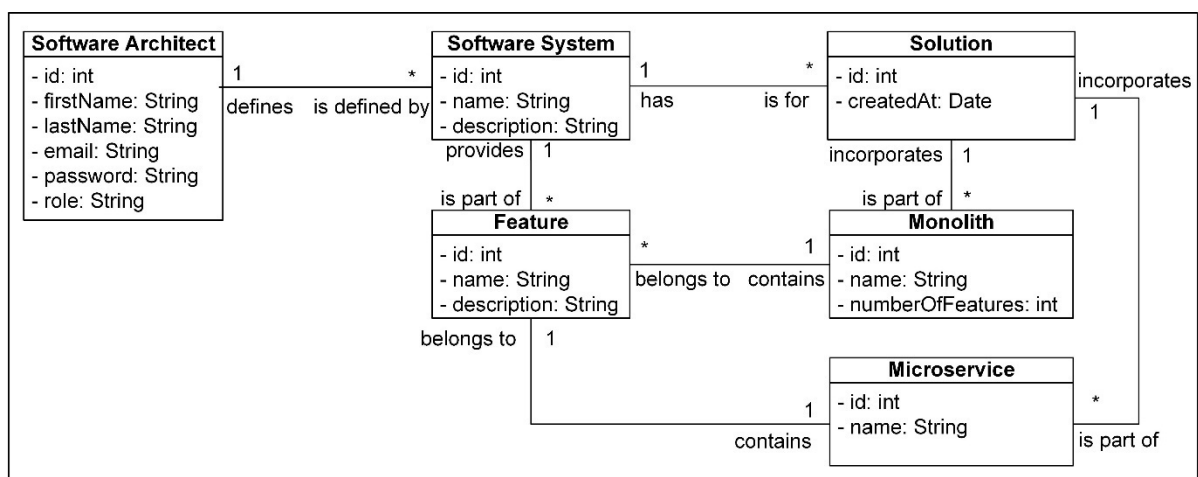 Software Architect
- id: int
- firstName: String
- lastName: String
- email: String
- password: String
- role: String
1 *
defines is defined by
Software System
- id: int
- name: String
- description: String
1 *
has is for
Solution
- id: int
- createdAt: Date
incorporates
1
provides 1
is part of *
incorporates 1
is part of *
Feature
- id: int
- name: String
- description: String
* 1
belongs to contains
Monolith
- id: int
- name: String
- numberOfFeatures: int
belongs to 1
1
contains
Microservice
- id: int
- name: String
*
is part of